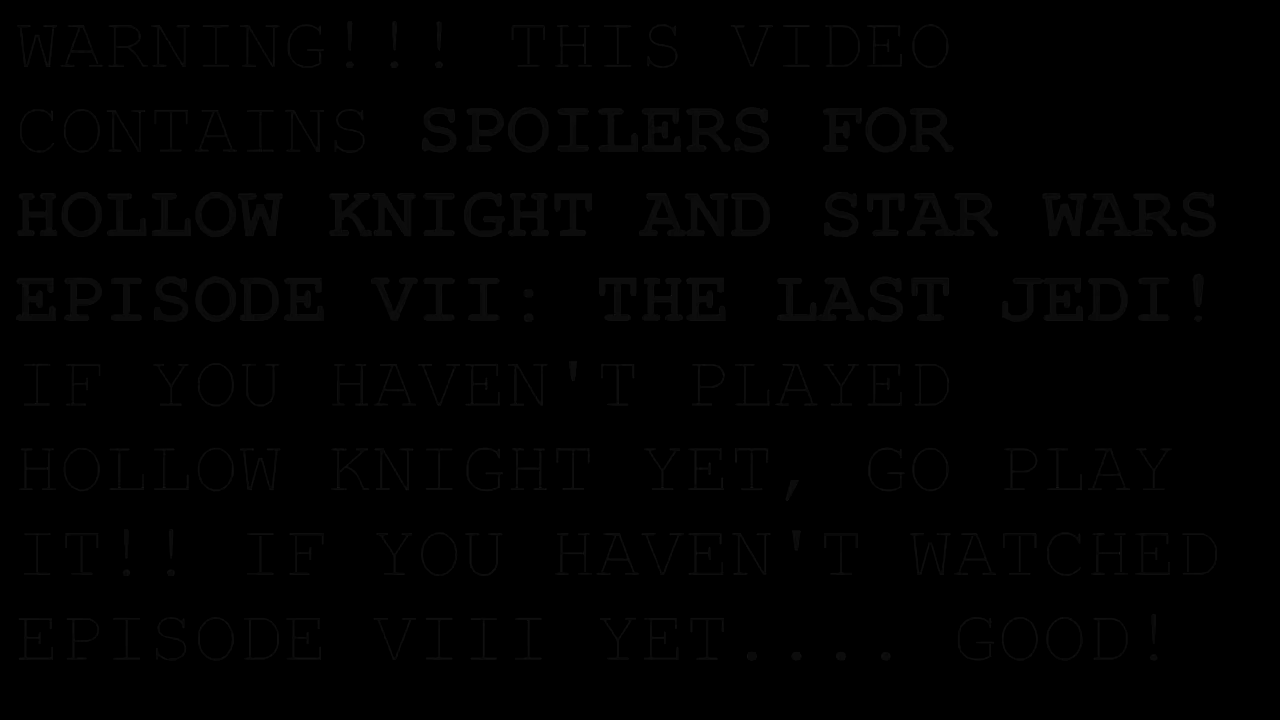 WARNING!!! THIS VIDEO
CONTAINS SPOILERS FOR
HOLLOW KNIGHT AND STAR WARS
EPISODE VII: THE LAST JEDI!
IF YOU HAVEN'T PLAYED
HOLLOW KNIGHT YET, GO PLAY
IT!! IF YOU HAVEN'T WATCHED
EPISODE VIII YET.... GOOD!